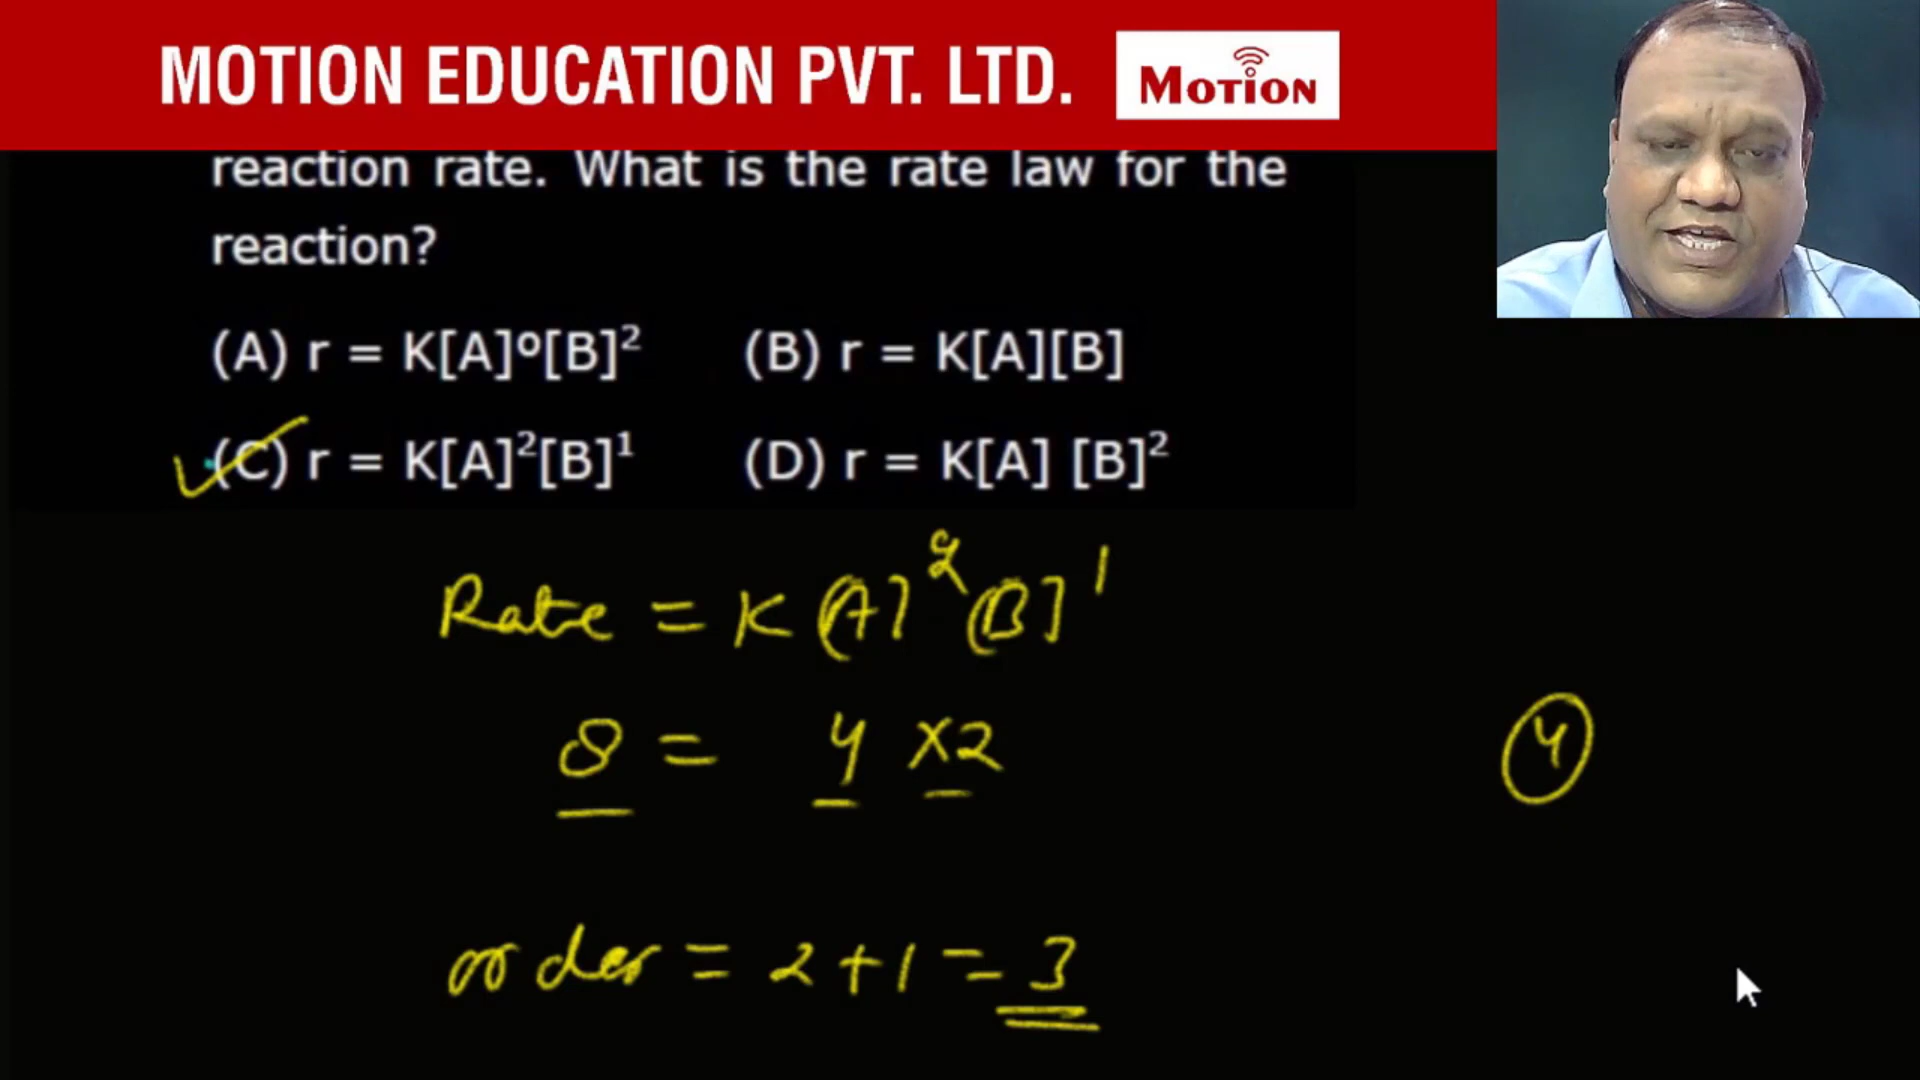 MOTION EDUCATION PVT. LTD. MOTION
reaction rate. What is the rate law for the
reaction?
(A) r = K[A]⁰[B]² (B) r = K[A][B]
(C) r = K[A]²[B]¹ (D) r = K[A] [B]²
Rate = K [A]² [B]¹
8 = 4 × 2
4
order = 2 + 1 = 3